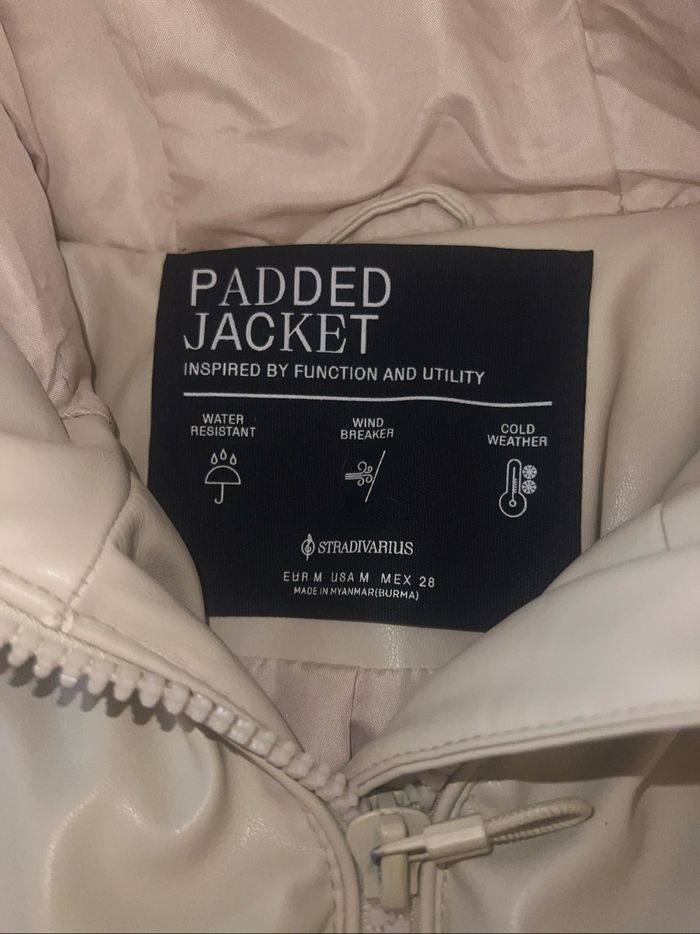 PADDED
JACKET
INSPIRED BY FUNCTION AND UTILITY
WATER
RESISTANT
WIND
BREAKER
COLD
WEATHER
STRADIVARIUS
EUR M USA M MEX 28
MADE IN MYANMAR(BURMA)